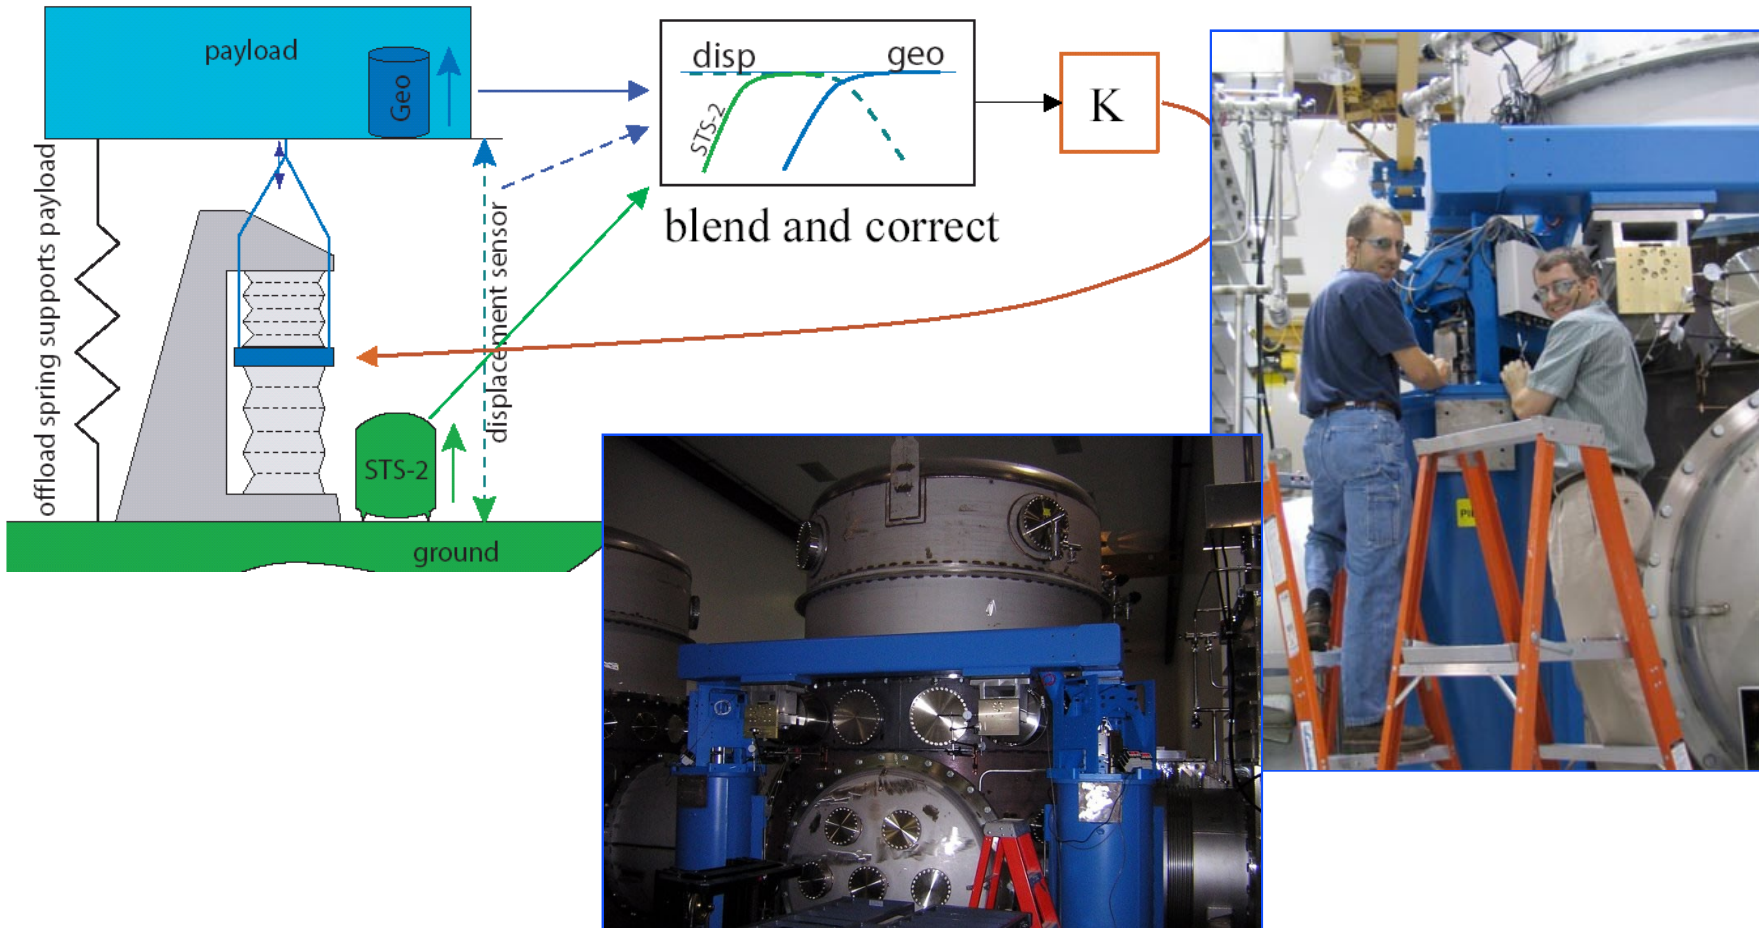 payload
Geo
offload spring supports payload
displacement sensor
STS-2
ground
disp
geo
STS-2
blend and correct
K